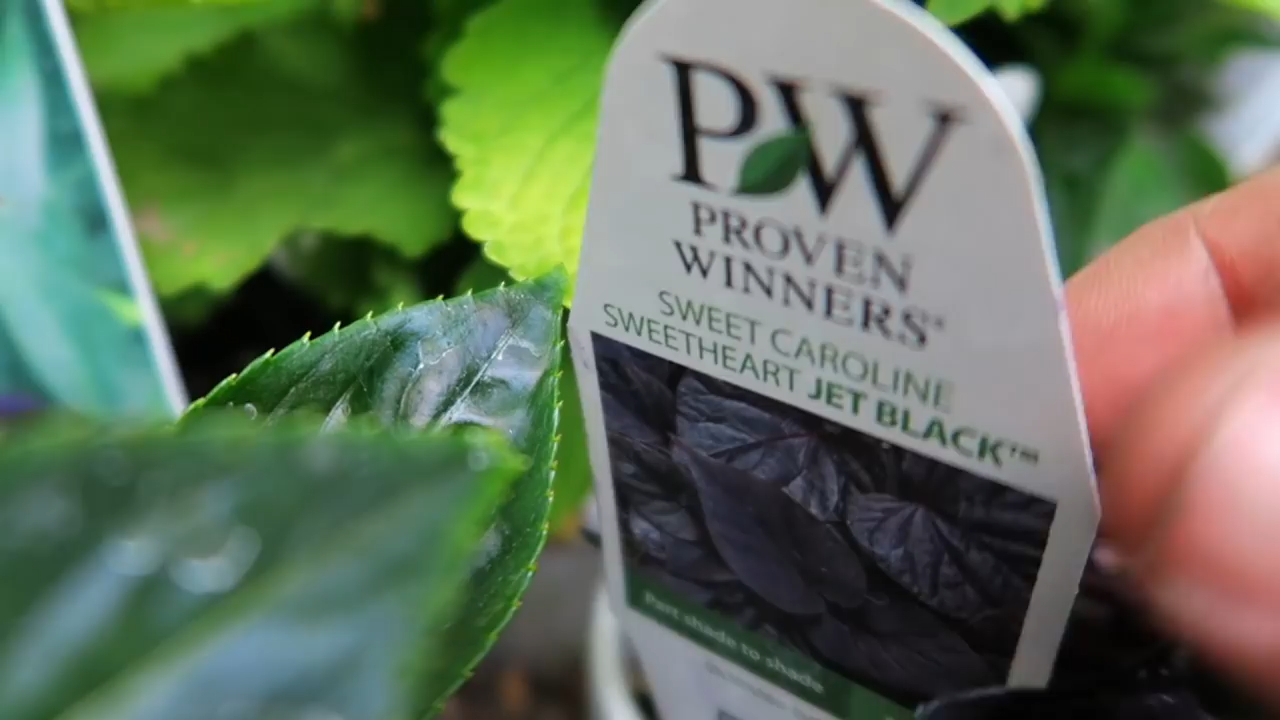 PW
PROVEN
WINNERS®
SWEET CAROLINE
SWEETHEART JET BLACK™
Part shade to shade